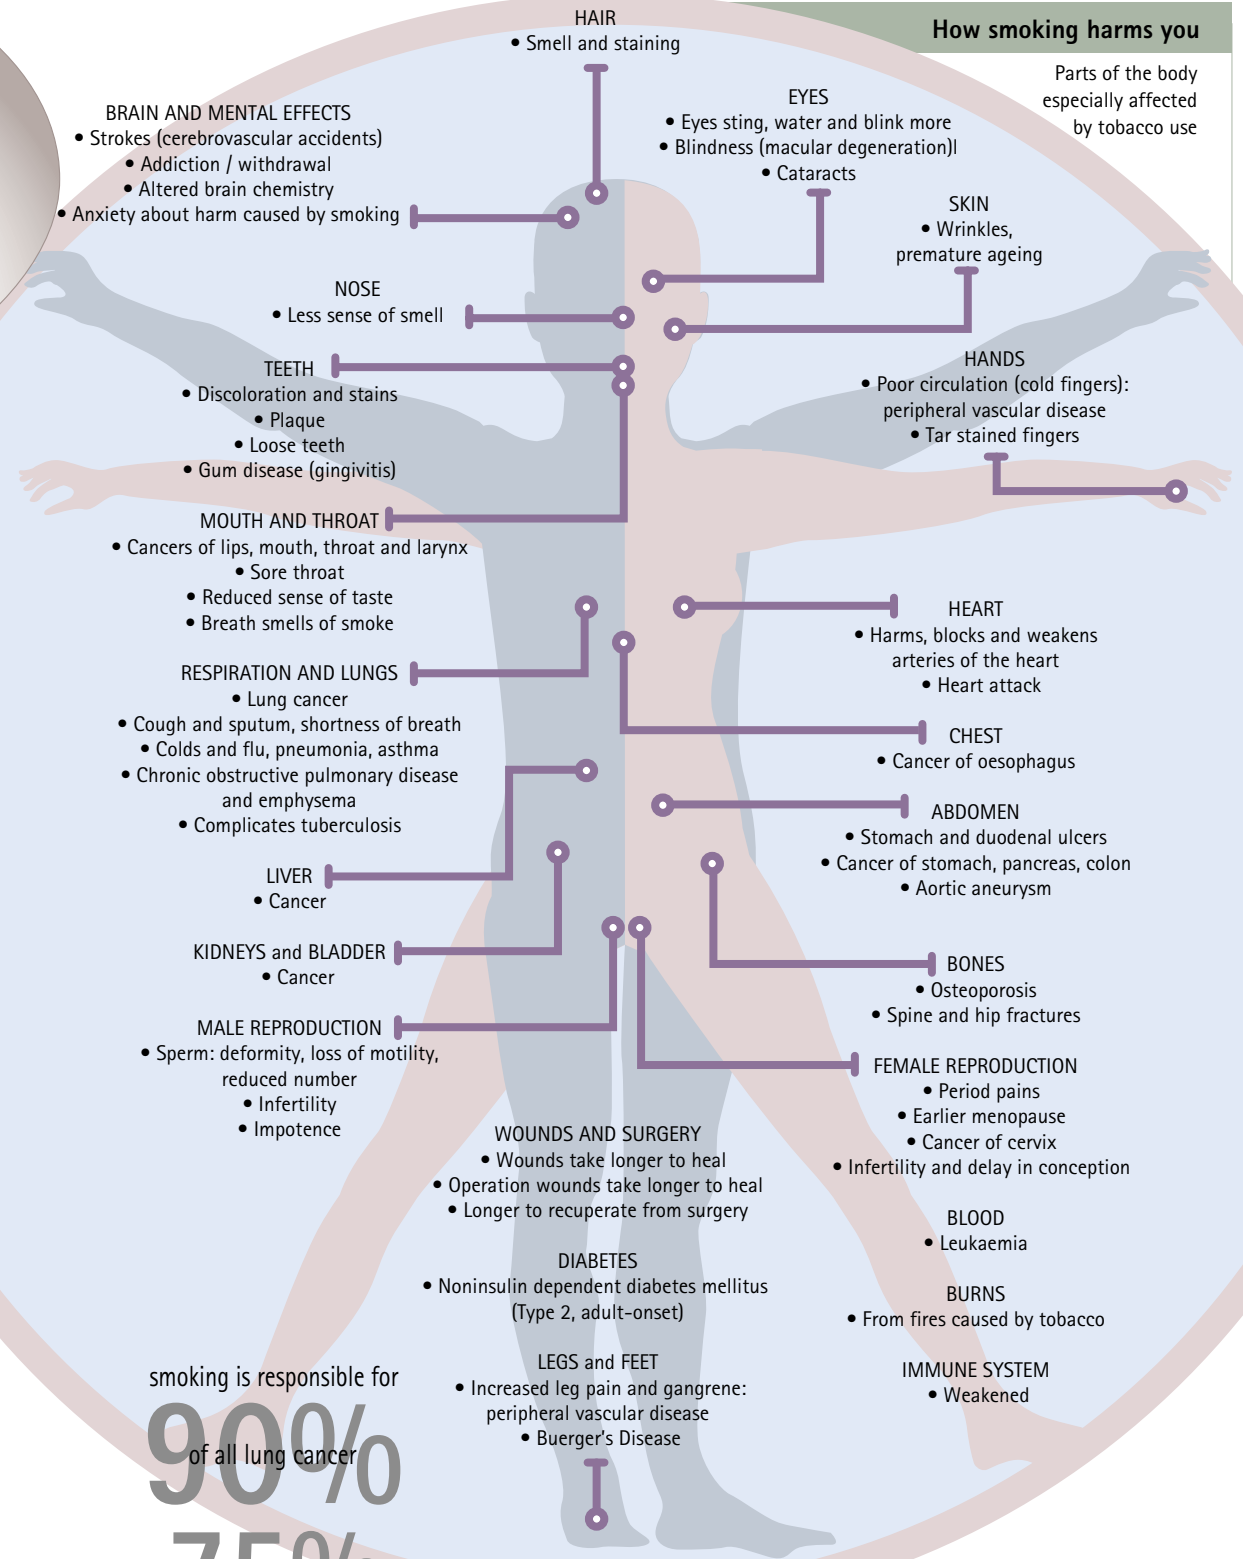 How smoking harms you
Parts of the body
especially affected
by tobacco use
HAIR
• Smell and staining
BRAIN AND MENTAL EFFECTS
• Strokes (cerebrovascular accidents)
• Addiction / withdrawal
• Altered brain chemistry
• Anxiety about harm caused by smoking
EYES
• Eyes sting, water and blink more
• Blindness (macular degeneration)l
• Cataracts
SKIN
• Wrinkles,
premature ageing
NOSE
• Less sense of smell
TEETH
• Discoloration and stains
• Plaque
• Loose teeth
• Gum disease (gingivitis)
HANDS
• Poor circulation (cold fingers):
peripheral vascular disease
• Tar stained fingers
MOUTH AND THROAT
• Cancers of lips, mouth, throat and larynx
• Sore throat
• Reduced sense of taste
• Breath smells of smoke
HEART
• Harms, blocks and weakens
arteries of the heart
• Heart attack
RESPIRATION AND LUNGS
• Lung cancer
• Cough and sputum, shortness of breath
• Colds and flu, pneumonia, asthma
• Chronic obstructive pulmonary disease
and emphysema
• Complicates tuberculosis
CHEST
• Cancer of oesophagus
ABDOMEN
• Stomach and duodenal ulcers
• Cancer of stomach, pancreas, colon
• Aortic aneurysm
LIVER
• Cancer
KIDNEYS and BLADDER
• Cancer
BONES
• Osteoporosis
• Spine and hip fractures
MALE REPRODUCTION
• Sperm: deformity, loss of motility,
reduced number
• Infertility
• Impotence
FEMALE REPRODUCTION
• Period pains
• Earlier menopause
• Cancer of cervix
• Infertility and delay in conception
WOUNDS AND SURGERY
• Wounds take longer to heal
• Operation wounds take longer to heal
• Longer to recuperate from surgery
BLOOD
• Leukaemia
DIABETES
• Noninsulin dependent diabetes mellitus
(Type 2, adult-onset)
BURNS
• From fires caused by tobacco
LEGS and FEET
• Increased leg pain and gangrene:
peripheral vascular disease
• Buerger's Disease
IMMUNE SYSTEM
• Weakened
smoking is responsible for
90%
of all lung cancer
75%